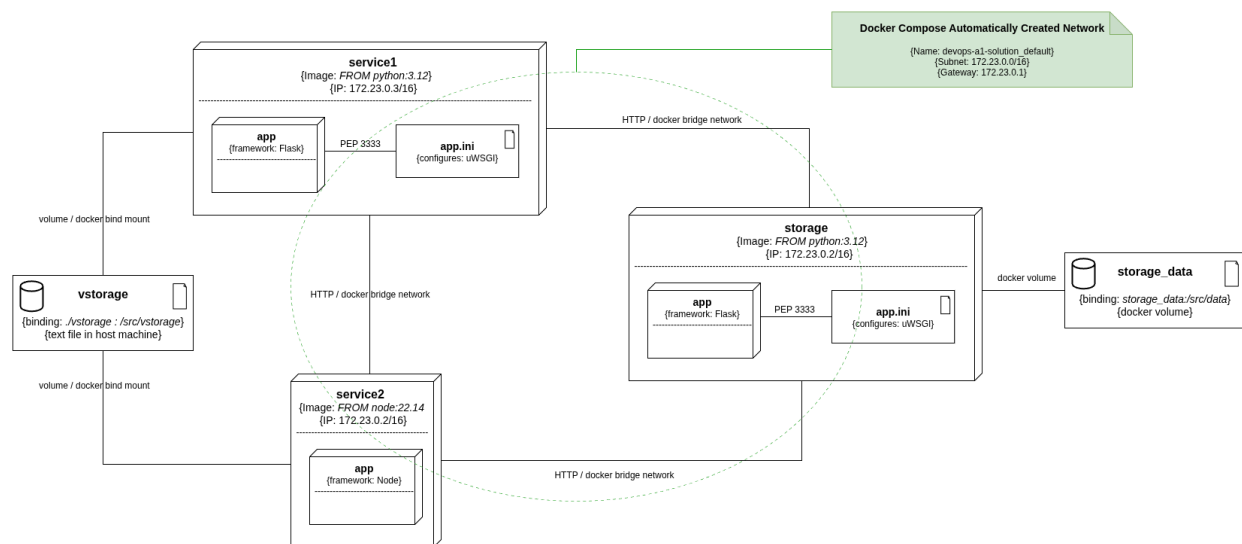 Docker Compose Automatically Created Network
{Name: devops-a1-solution_default}
{Subnet: 172.23.0.0/16}
{Gateway: 172.23.0.1}
service1
{Image: FROM python:3.12}
{IP: 172.23.0.3/16}
app
{framework: Flask}
PEP 3333
app.ini
{configures: uWSGI}
HTTP / docker bridge network
volume / docker bind mount
storage
{Image: FROM python:3.12}
{IP: 172.23.0.2/16}
app
{framework: Flask}
PEP 3333
app.ini
{configures: uWSGI}
docker volume
storage_data
{binding: storage_data:/src/data}
{docker volume}
vstorage
{binding: ./vstorage : /src/vstorage}
{text file in host machine}
HTTP / docker bridge network
volume / docker bind mount
service2
{Image: FROM node:22.14
{IP: 172.23.0.2/16}
app
{framework: Node}
HTTP / docker bridge network